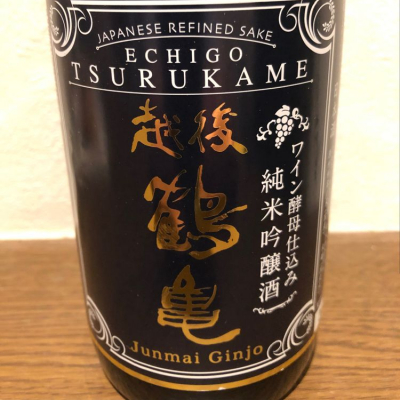 JAPANESE REFINED SAKE
ECHIGO
TSURUKAME
越後
鶴亀
ワイン酵母仕込み
純米吟醸酒
Junmai Ginjo